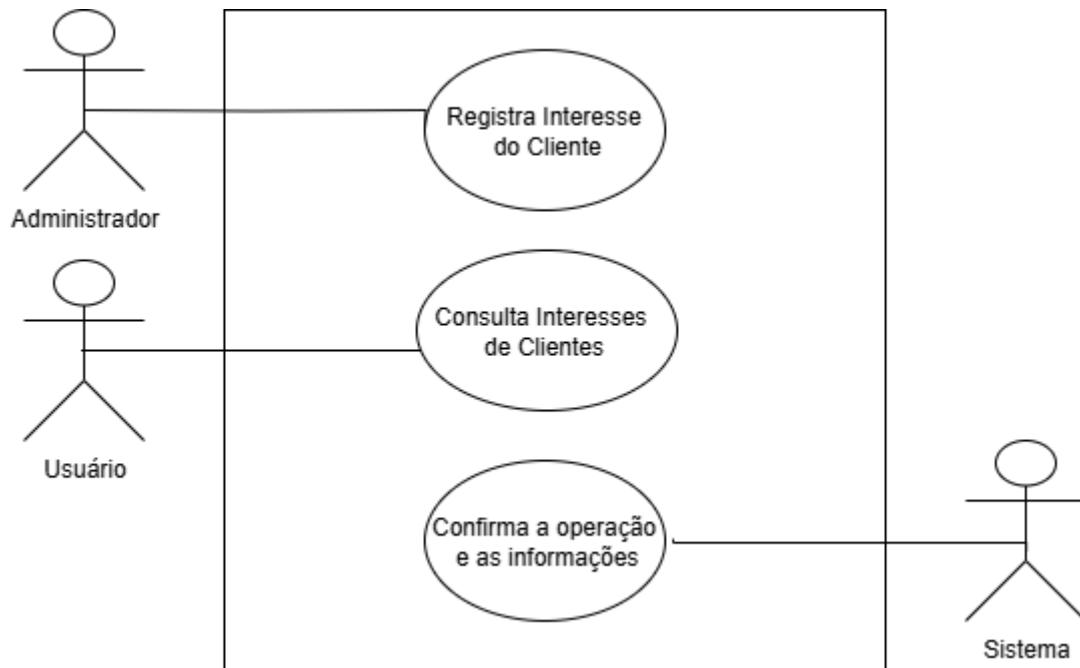 Registra Interesse
do Cliente
Administrador
Consulta Interesses
de Clientes
Usuário
Confirma a operação
e as informações
Sistema